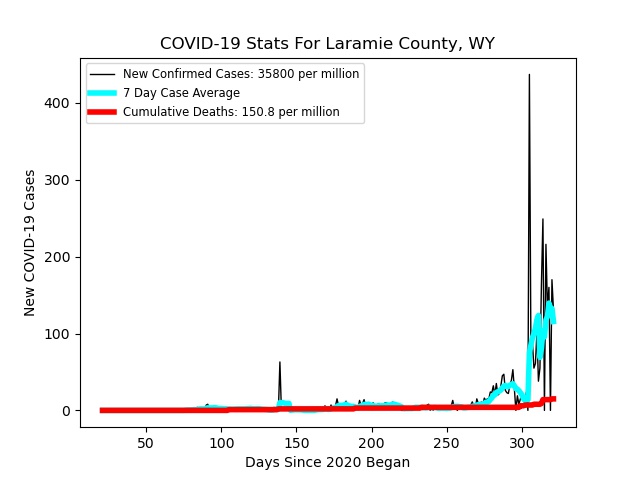 COVID-19 Stats For Laramie County, WY
New Confirmed Cases: 35800 per million
7 Day Case Average
Cumulative Deaths: 150.8 per million
New COVID-19 Cases
400
300
200
100
0
50 100 150 200 250 300
Days Since 2020 Began